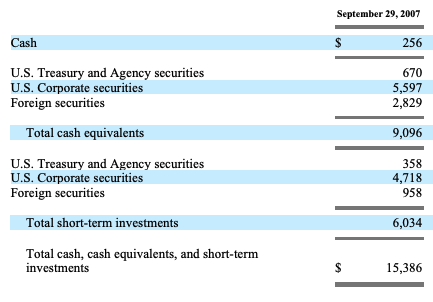 September 29, 2007
Cash $ 256
U.S. Treasury and Agency securities 670
U.S. Corporate securities 5,597
Foreign securities 2,829
Total cash equivalents 9,096
U.S. Treasury and Agency securities 358
U.S. Corporate securities 4,718
Foreign securities 958
Total short-term investments 6,034
Total cash, cash equivalents, and short-term
investments $ 15,386